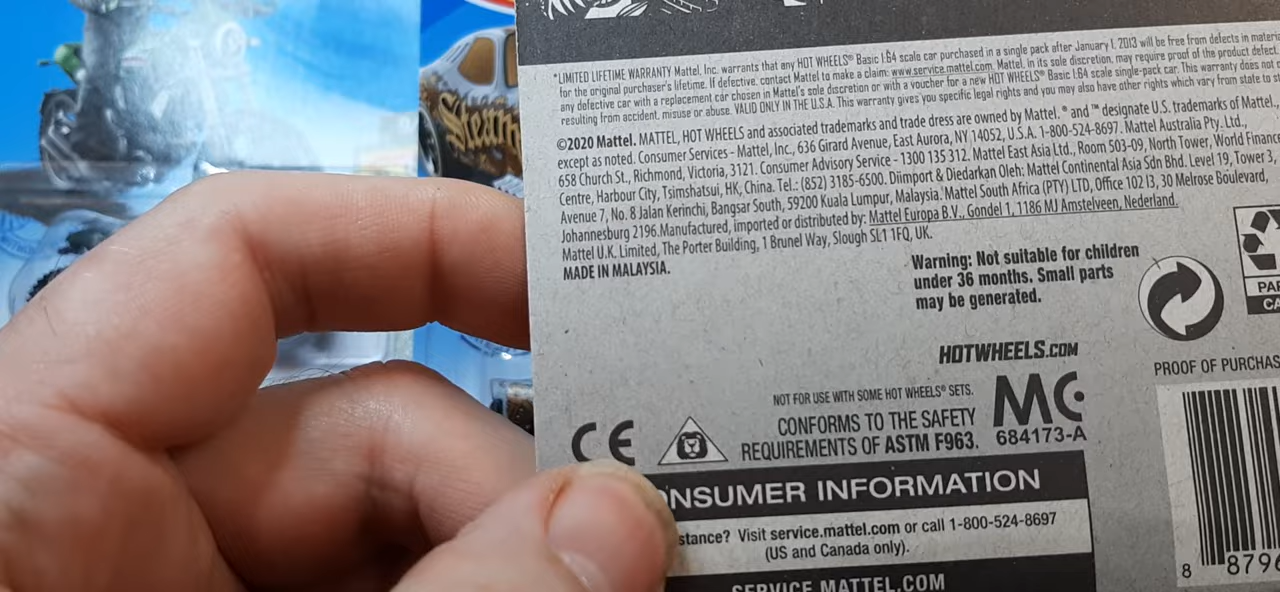 Steam
*LIMITED LIFETIME WARRANTY Mattel, Inc. warrants that any HOT WHEELS® Basic 1:64 scale car purchased in a single pack after January 1, 2013 will be free from defects in
for the original purchaser's lifetime. If defective, contact Mattel to make a claim: www.service.mattel.com. Mattel, in its sole discretion, may require proof of the product defect
any defective car with a replacement car chosen in Mattel's sole discretion or with a voucher for a new HOT WHEELS® Basic 1:64 scale single-pack car. This warranty does not
resulting from accident, misuse or abuse. VALID ONLY IN THE U.S.A. This warranty gives you specific legal rights and you may also have other rights which vary from state to
©2020 Mattel. MATTEL, HOT WHEELS and associated trademarks and trade dress are owned by Mattel. ® and ™ designate U.S. trademarks of Mattel,
except as noted. Consumer Services - Mattel, Inc., 636 Girard Avenue, East Aurora, NY 14052, U.S.A. 1-800-524-8697. Mattel Australia Pty. Ltd.,
658 Church St., Richmond, Victoria, 3121. Consumer Advisory Service - 1300 135 312. Mattel East Asia Ltd., Room 503-09, North Tower, World Finance
Centre, Harbour City, Tsimshatsui, HK, China. Tel.: (852) 3185-6500. Diimport & Diedarkan Oleh: Mattel Continental Asia Sdn Bhd. Level 19, Tower 3,
Avenue 7, No. 8 Jalan Kerinchi, Bangsar South, 59200 Kuala Lumpur, Malaysia. Mattel South Africa (PTY) LTD, Office 102 I3, 30 Melrose Boulevard,
Johannesburg 2196.Manufactured, imported or distributed by: Mattel Europa B.V., Gondel 1, 1186 MJ Amstelveen, Nederland.
Mattel U.K. Limited, The Porter Building, 1 Brunel Way, Slough SL1 1FQ, UK.
MADE IN MALAYSIA.
Warning: Not suitable for children
under 36 months. Small parts
may be generated.
PAP
HOTWHEELS.COM
PROOF OF PURCHAS
NOT FOR USE WITH SOME HOT WHEELS® SETS.
CONFORMS TO THE SAFETY
REQUIREMENTS OF ASTM F963.
MC
684173-A
CE
ONSUMER INFORMATION
stance? Visit service.mattel.com or call 1-800-524-8697
(US and Canada only).
SERVICE.MATTEL.COM
8 8796